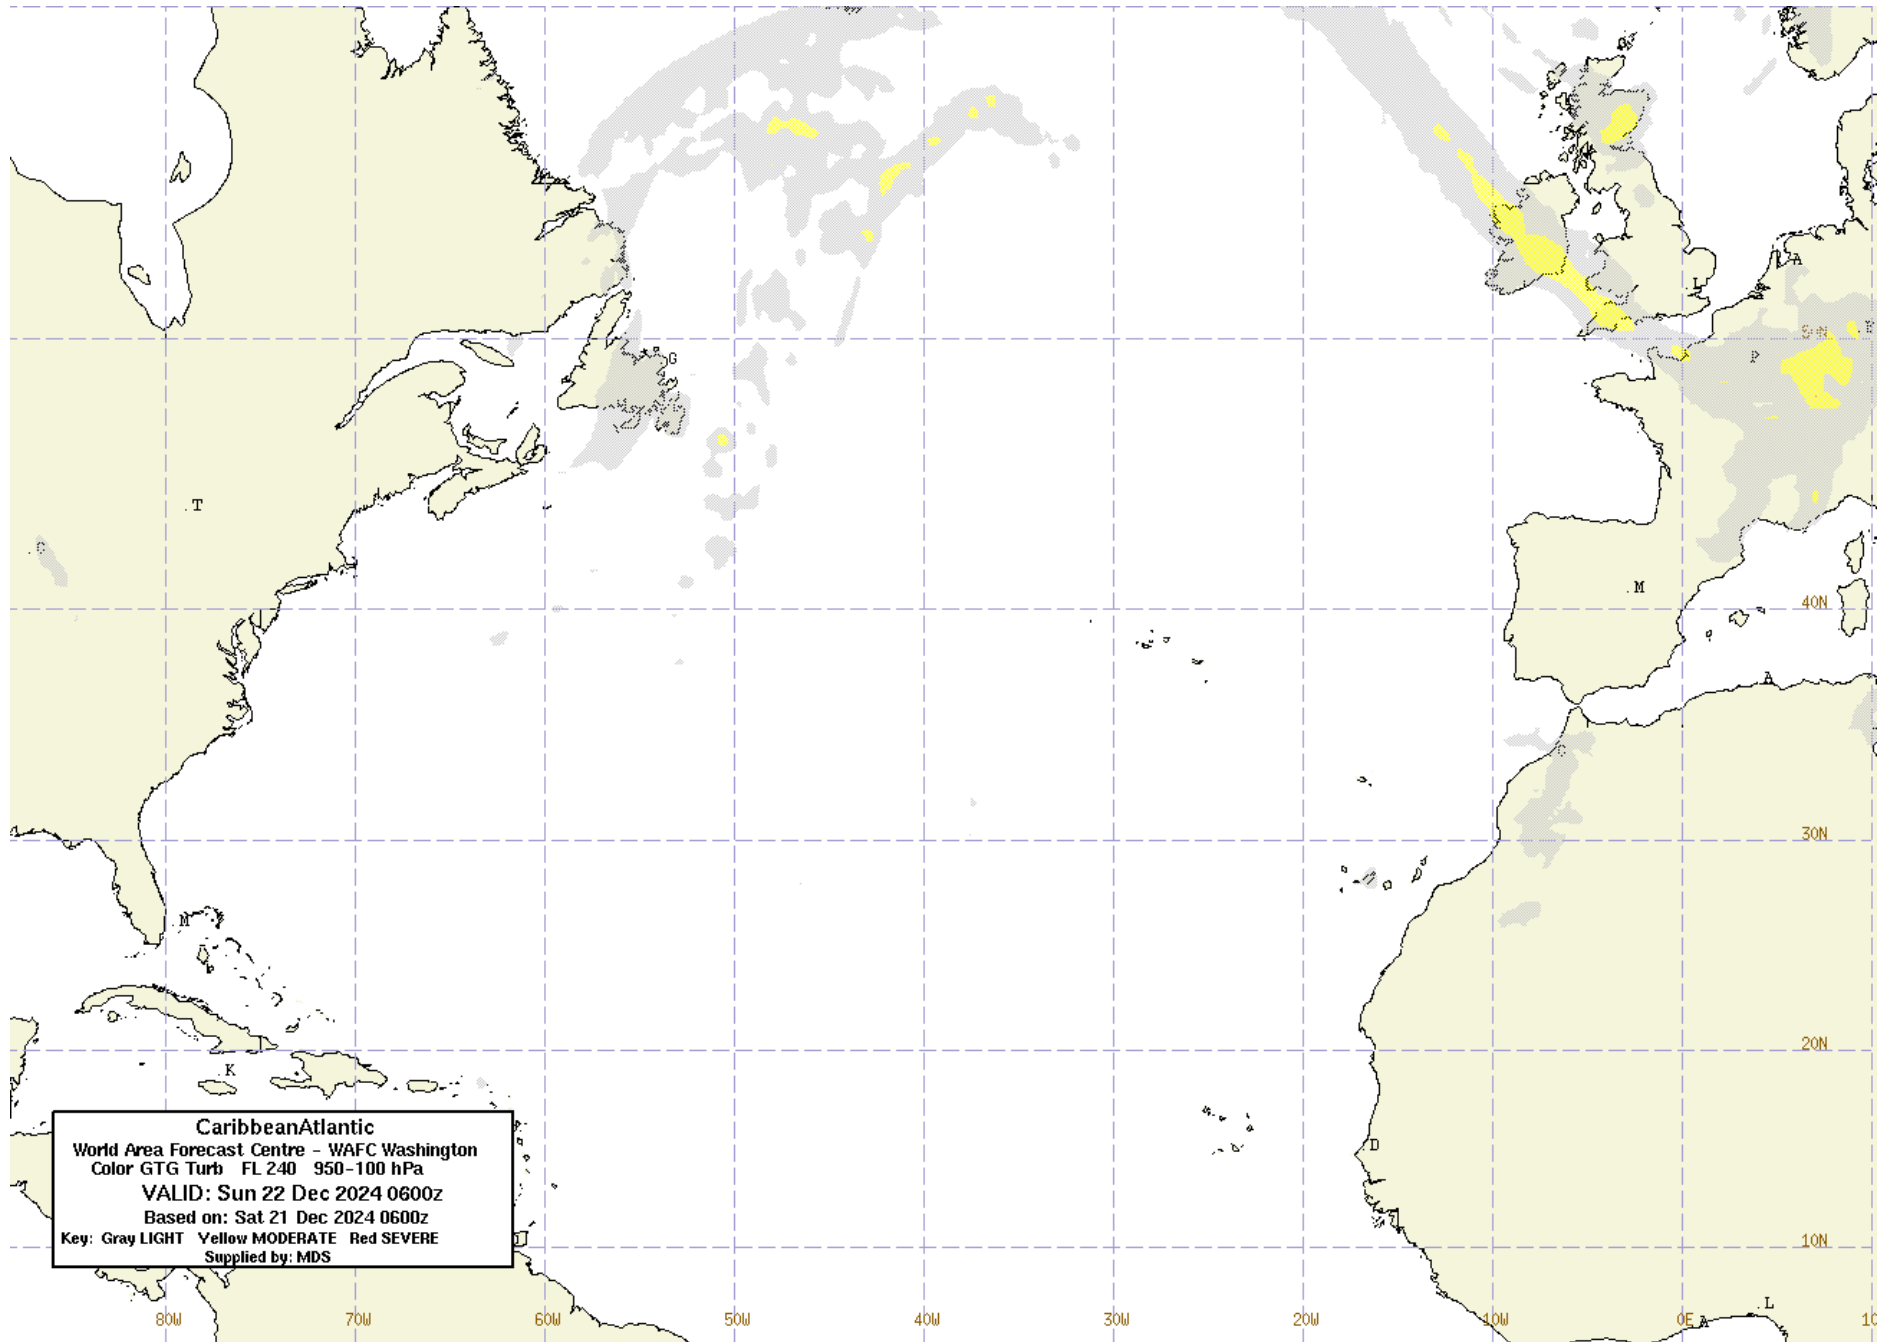 G
L
A
50N
F
P
T
C
M
40N
A
C
30N
M
20N
K
D
CaribbeanAtlantic
World Area Forecast Centre - WAFC Washington
Color GTG Turb FL 240 950-100 hPa
VALID: Sun 22 Dec 2024 0600z
Based on: Sat 21 Dec 2024 0600z
Key: Gray LIGHT Yellow MODERATE Red SEVERE
Supplied by: MDS
10N
L
A
80W 70W 60W 50W 40W 30W 20W 10W 0E 10